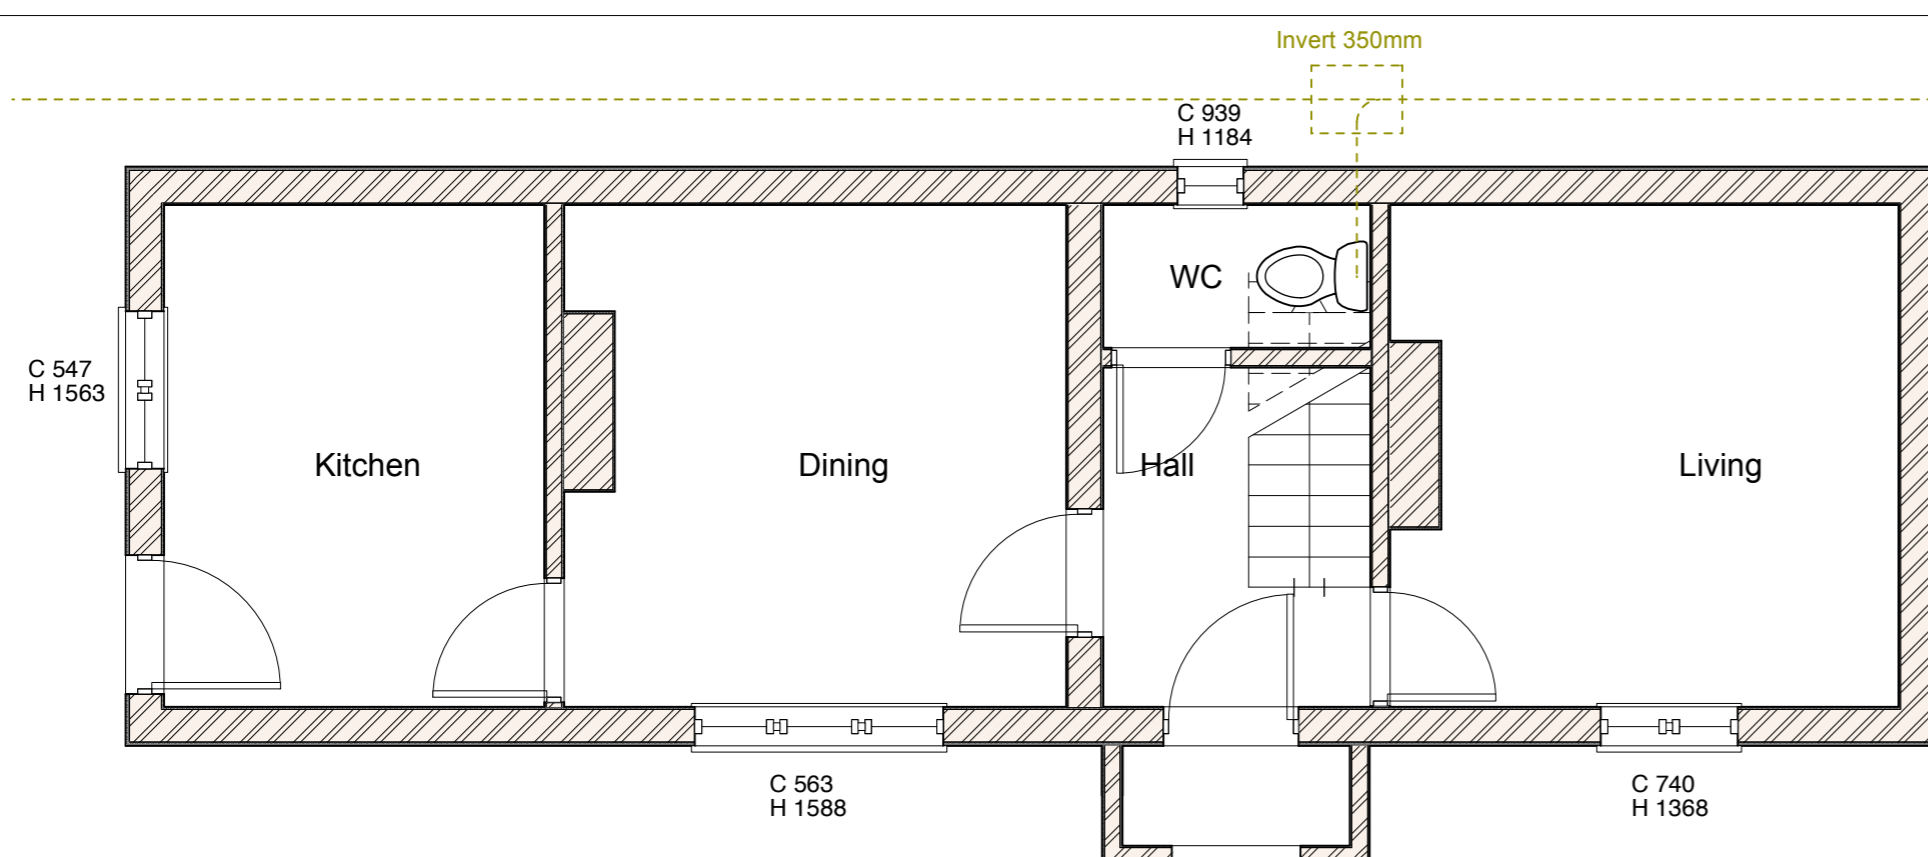 Invert 350mm
C 939
H 1184
WC
C 547
H 1563
Kitchen
Dining
Hall
Living
C 563
H 1588
C 740
H 1368